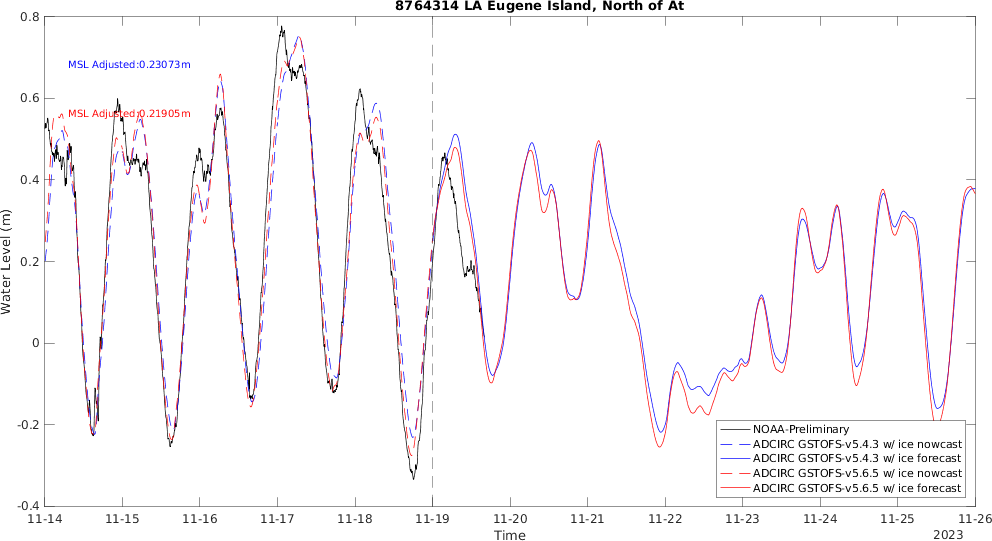 8764314 LA Eugene Island, North of At
0.8
0.6
0.4
0.2
0
-0.2
-0.4
Water Level (m)
MSL Adjusted:0.23073m
MSL Adjusted:0.21905m
NOAA-Preliminary
ADCIRC GSTOFS-v5.4.3 w/ ice nowcast
ADCIRC GSTOFS-v5.4.3 w/ ice forecast
ADCIRC GSTOFS-v5.6.5 w/ ice nowcast
ADCIRC GSTOFS-v5.6.5 w/ ice forecast
11-14 11-15 11-16 11-17 11-18 11-19 11-20 11-21 11-22 11-23 11-24 11-25 11-26
Time
2023